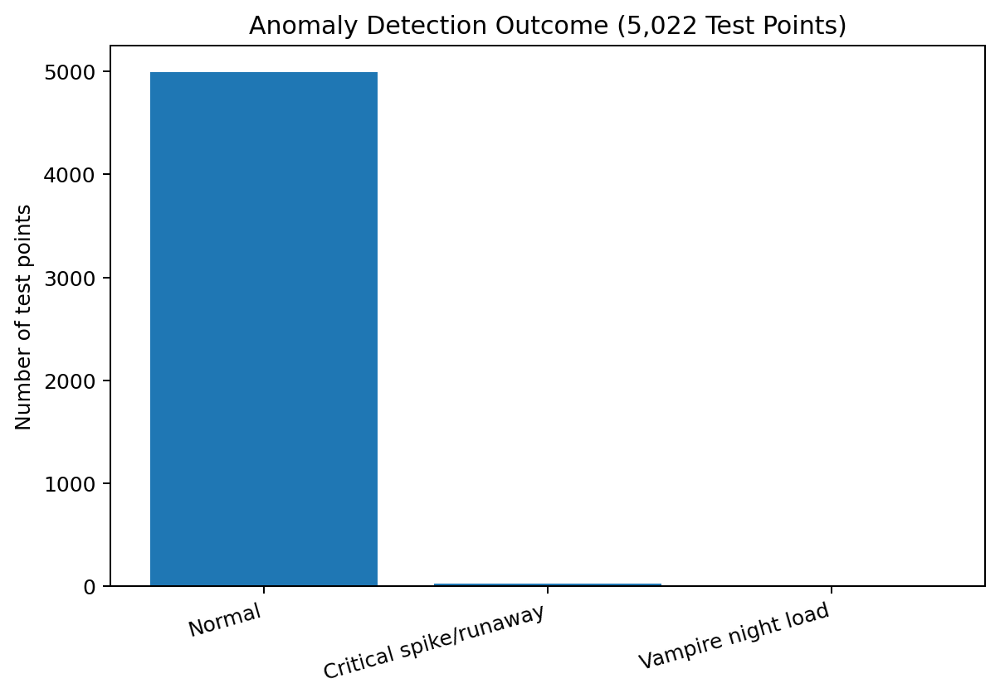 Anomaly Detection Outcome (5,022 Test Points)
Number of test points
5000
4000
3000
2000
1000
0
Normal
Critical spike/runaway
Vampire night load